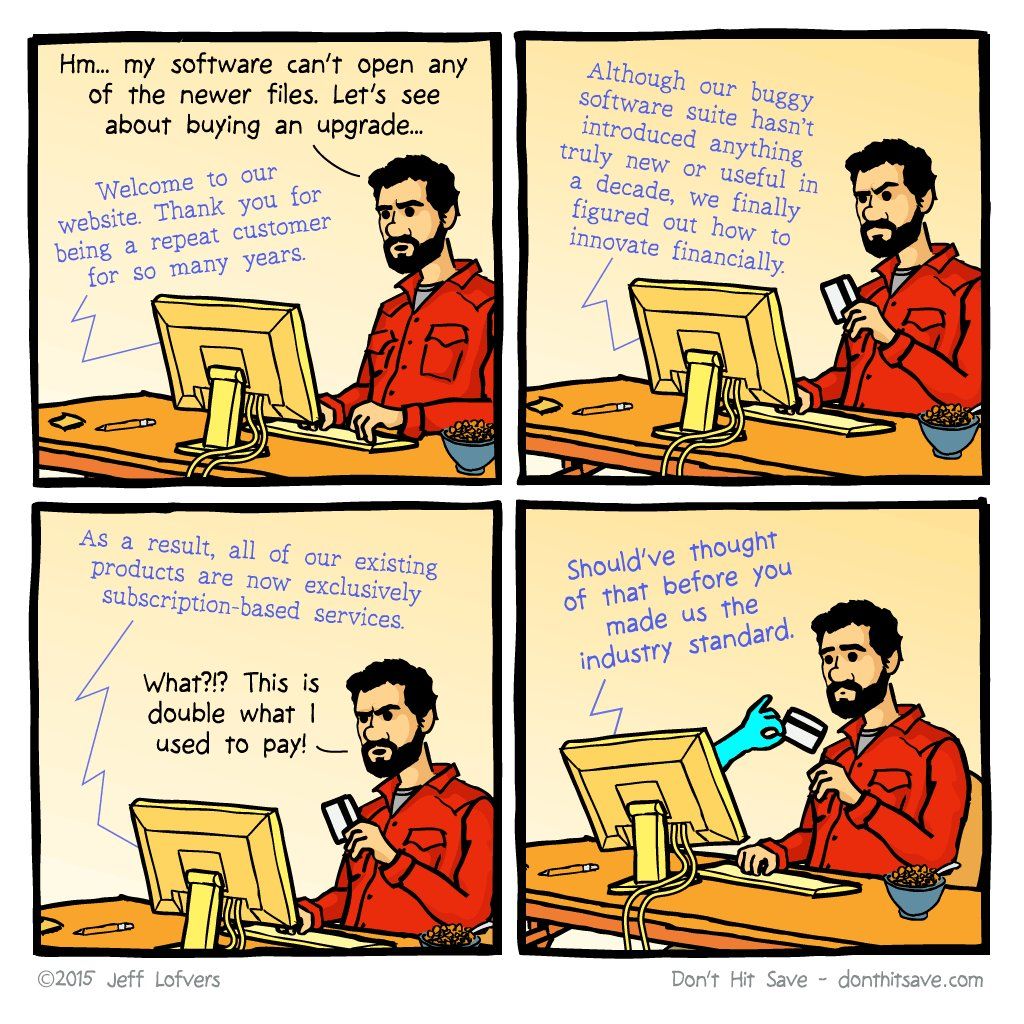 Hm... my software can't open any
of the newer files. Let's see
about buying an upgrade...
Welcome to our
website. Thank you for
being a repeat customer
for so many years.
Although our buggy
software suite hasn't
introduced anything
truly new or useful in
a decade, we finally
figured out how to
innovate financially.
As a result, all of our existing
products are now exclusively
subscription-based services.
What?!? This is
double what I
used to pay!
Should've thought
of that before you
made us the
industry standard.
©2015 Jeff Lofvers
Don't Hit Save - donthitsave.com